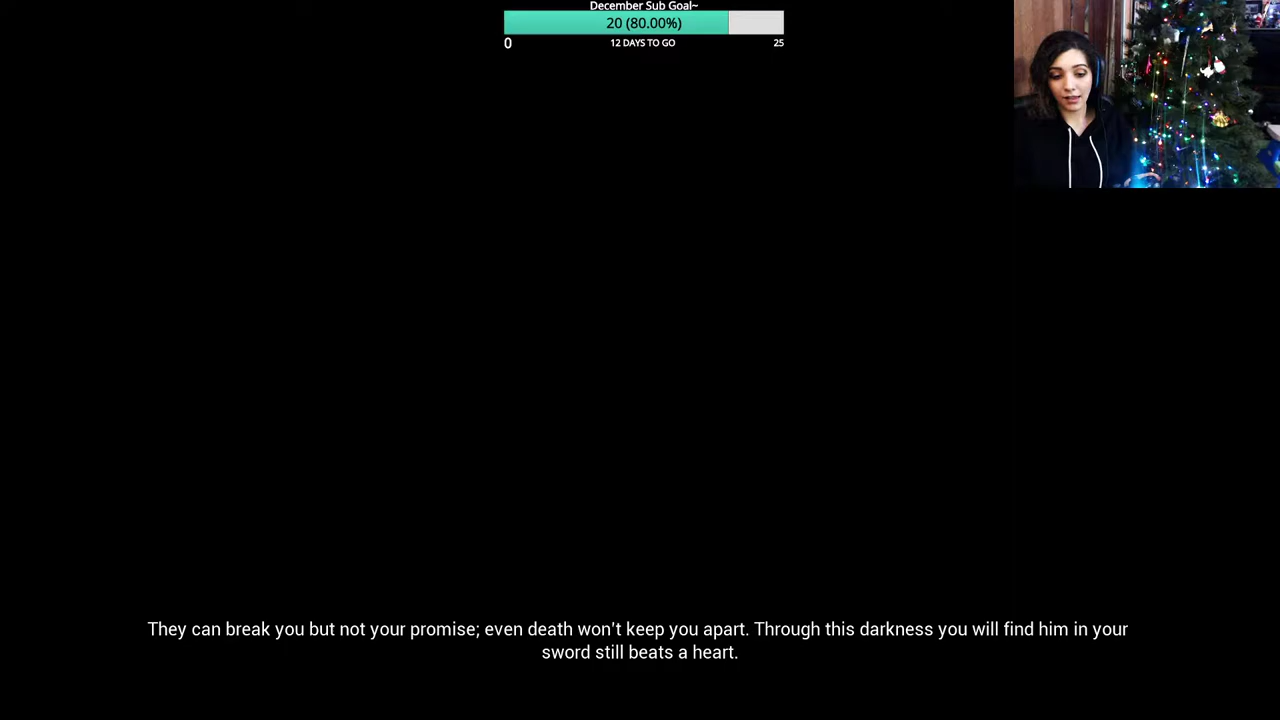 December Sub Goal~
20 (80.00%)
0
12 DAYS TO GO
25
They can break you but not your promise; even death won't keep you apart. Through this darkness you will find him in your
sword still beats a heart.